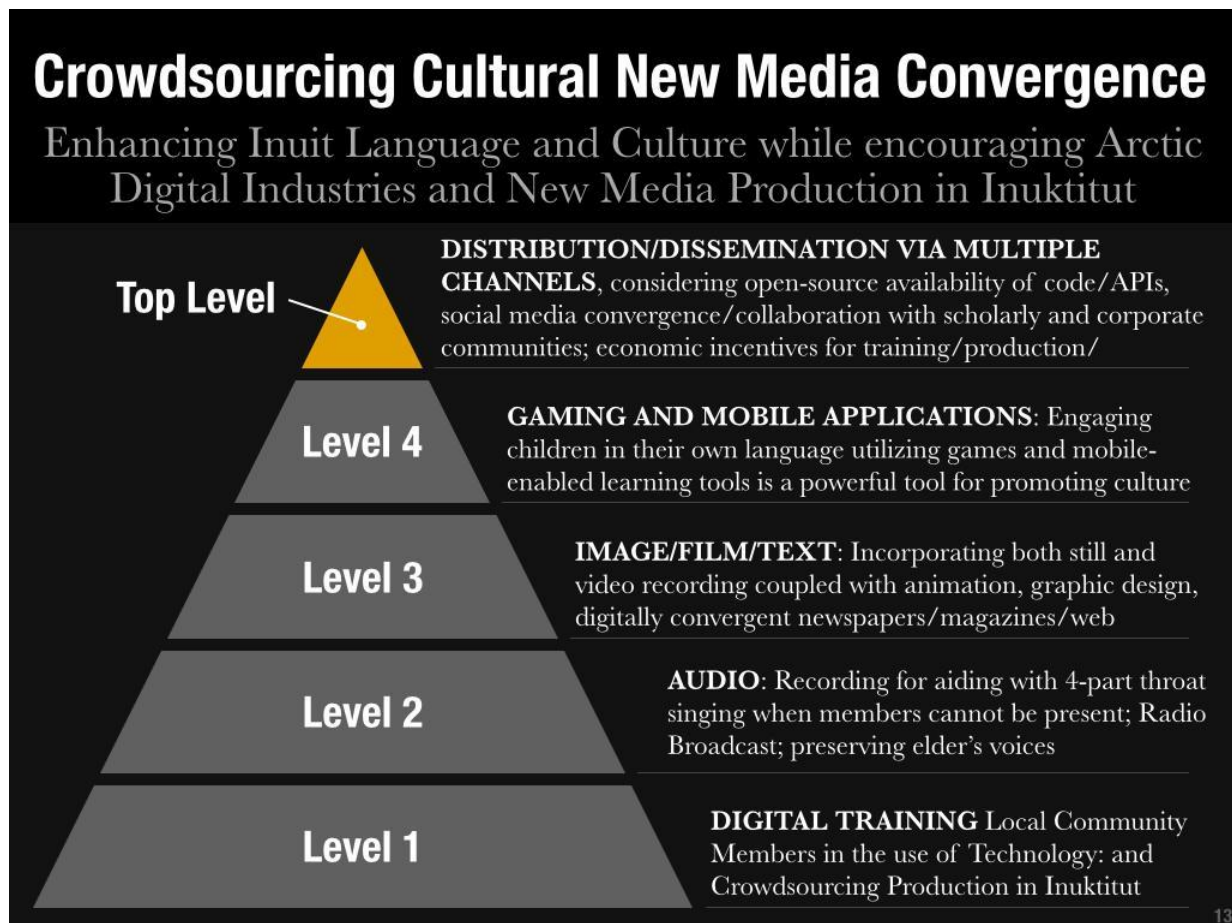 Crowdsourcing Cultural New Media Convergence
Enhancing Inuit Language and Culture while encouraging Arctic
Digital Industries and New Media Production in Inuktitut
Top Level
DISTRIBUTION/DISSEMINATION VIA MULTIPLE
CHANNELS, considering open-source availability of code/APIs,
social media convergence/collaboration with scholarly and corporate
communities; economic incentives for training/production/
Level 4
GAMING AND MOBILE APPLICATIONS: Engaging
children in their own language utilizing games and mobile-
enabled learning tools is a powerful tool for promoting culture
Level 3
IMAGE/FILM/TEXT: Incorporating both still and
video recording coupled with animation, graphic design,
digitally convergent newspapers/magazines/web
Level 2
AUDIO: Recording for aiding with 4-part throat
singing when members cannot be present; Radio
Broadcast; preserving elder's voices
Level 1
DIGITAL TRAINING Local Community
Members in the use of Technology: and
Crowdsourcing Production in Inuktitut
13